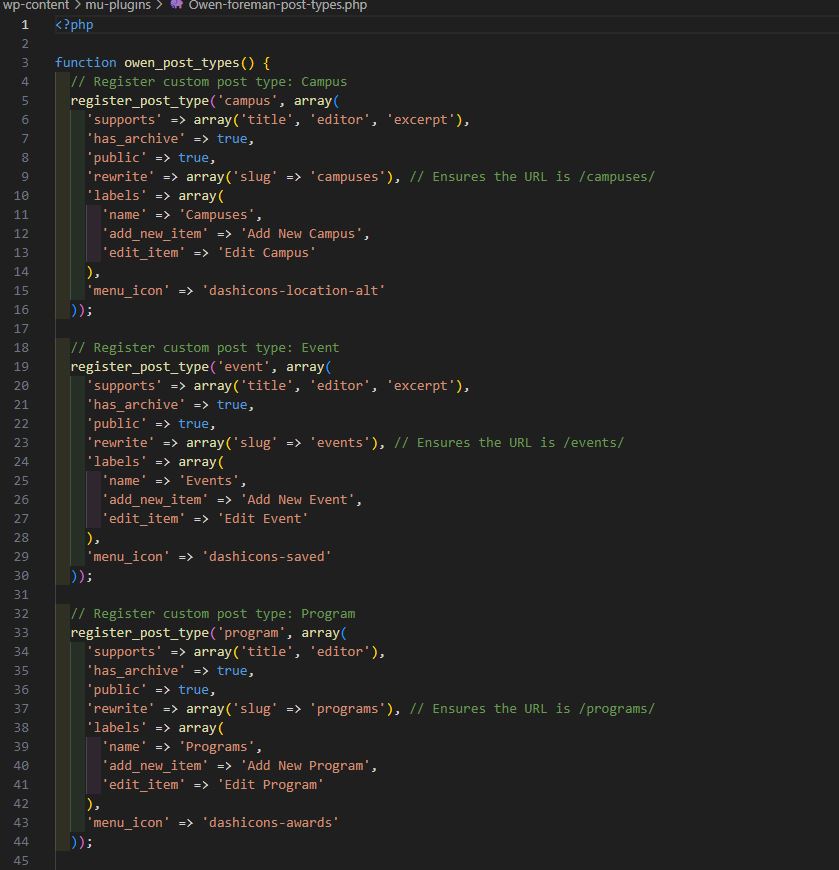 wp-content > mu-plugins > Owen-foreman-post-types.php
1 <?php
2
3 function owen_post_types() {
4   // Register custom post type: Campus
5   register_post_type('campus', array(
6     'supports' => array('title', 'editor', 'excerpt'),
7     'has_archive' => true,
8     'public' => true,
9     'rewrite' => array('slug' => 'campuses'), // Ensures the URL is /campuses/
10     'labels' => array(
11       'name' => 'Campuses',
12       'add_new_item' => 'Add New Campus',
13       'edit_item' => 'Edit Campus'
14     ),
15     'menu_icon' => 'dashicons-location-alt'
16   ));
17
18   // Register custom post type: Event
19   register_post_type('event', array(
20     'supports' => array('title', 'editor', 'excerpt'),
21     'has_archive' => true,
22     'public' => true,
23     'rewrite' => array('slug' => 'events'), // Ensures the URL is /events/
24     'labels' => array(
25       'name' => 'Events',
26       'add_new_item' => 'Add New Event',
27       'edit_item' => 'Edit Event'
28     ),
29     'menu_icon' => 'dashicons-saved'
30   ));
31
32   // Register custom post type: Program
33   register_post_type('program', array(
34     'supports' => array('title', 'editor'),
35     'has_archive' => true,
36     'public' => true,
37     'rewrite' => array('slug' => 'programs'), // Ensures the URL is /programs/
38     'labels' => array(
39       'name' => 'Programs',
40       'add_new_item' => 'Add New Program',
41       'edit_item' => 'Edit Program'
42     ),
43     'menu_icon' => 'dashicons-awards'
44   ));
45